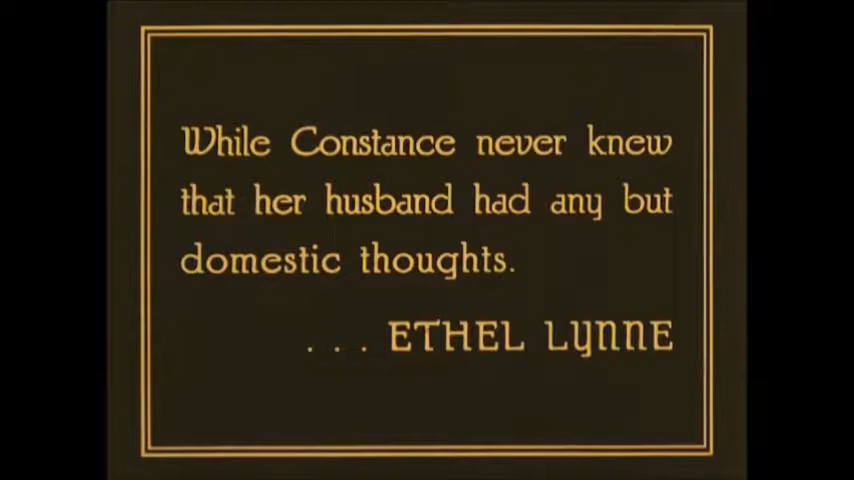 While Constance never knew
that her husband had any but
domestic thoughts.
. . . ETHEL LYNNE